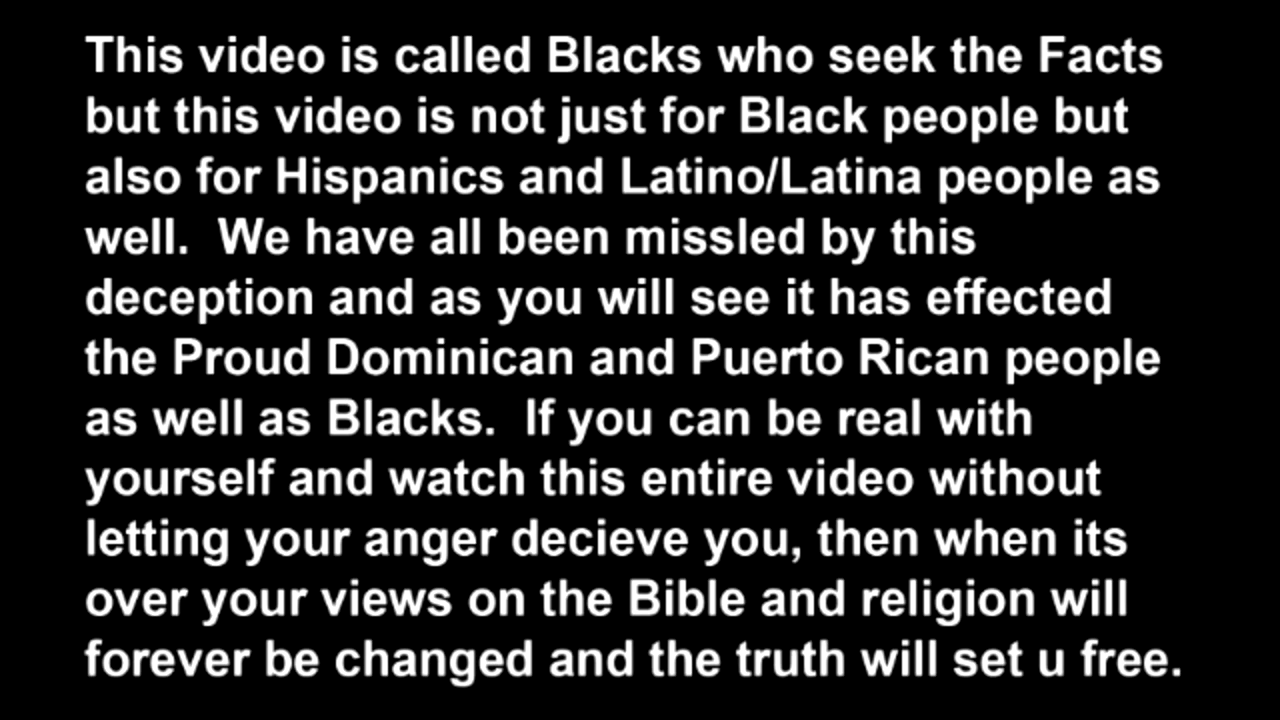 This video is called Blacks who seek the Facts
but this video is not just for Black people but
also for Hispanics and Latino/Latina people as
well.  We have all been missled by this
deception and as you will see it has effected
the Proud Dominican and Puerto Rican people
as well as Blacks.  If you can be real with
yourself and watch this entire video without
letting your anger decieve you, then when its
over your views on the Bible and religion will
forever be changed and the truth will set u free.